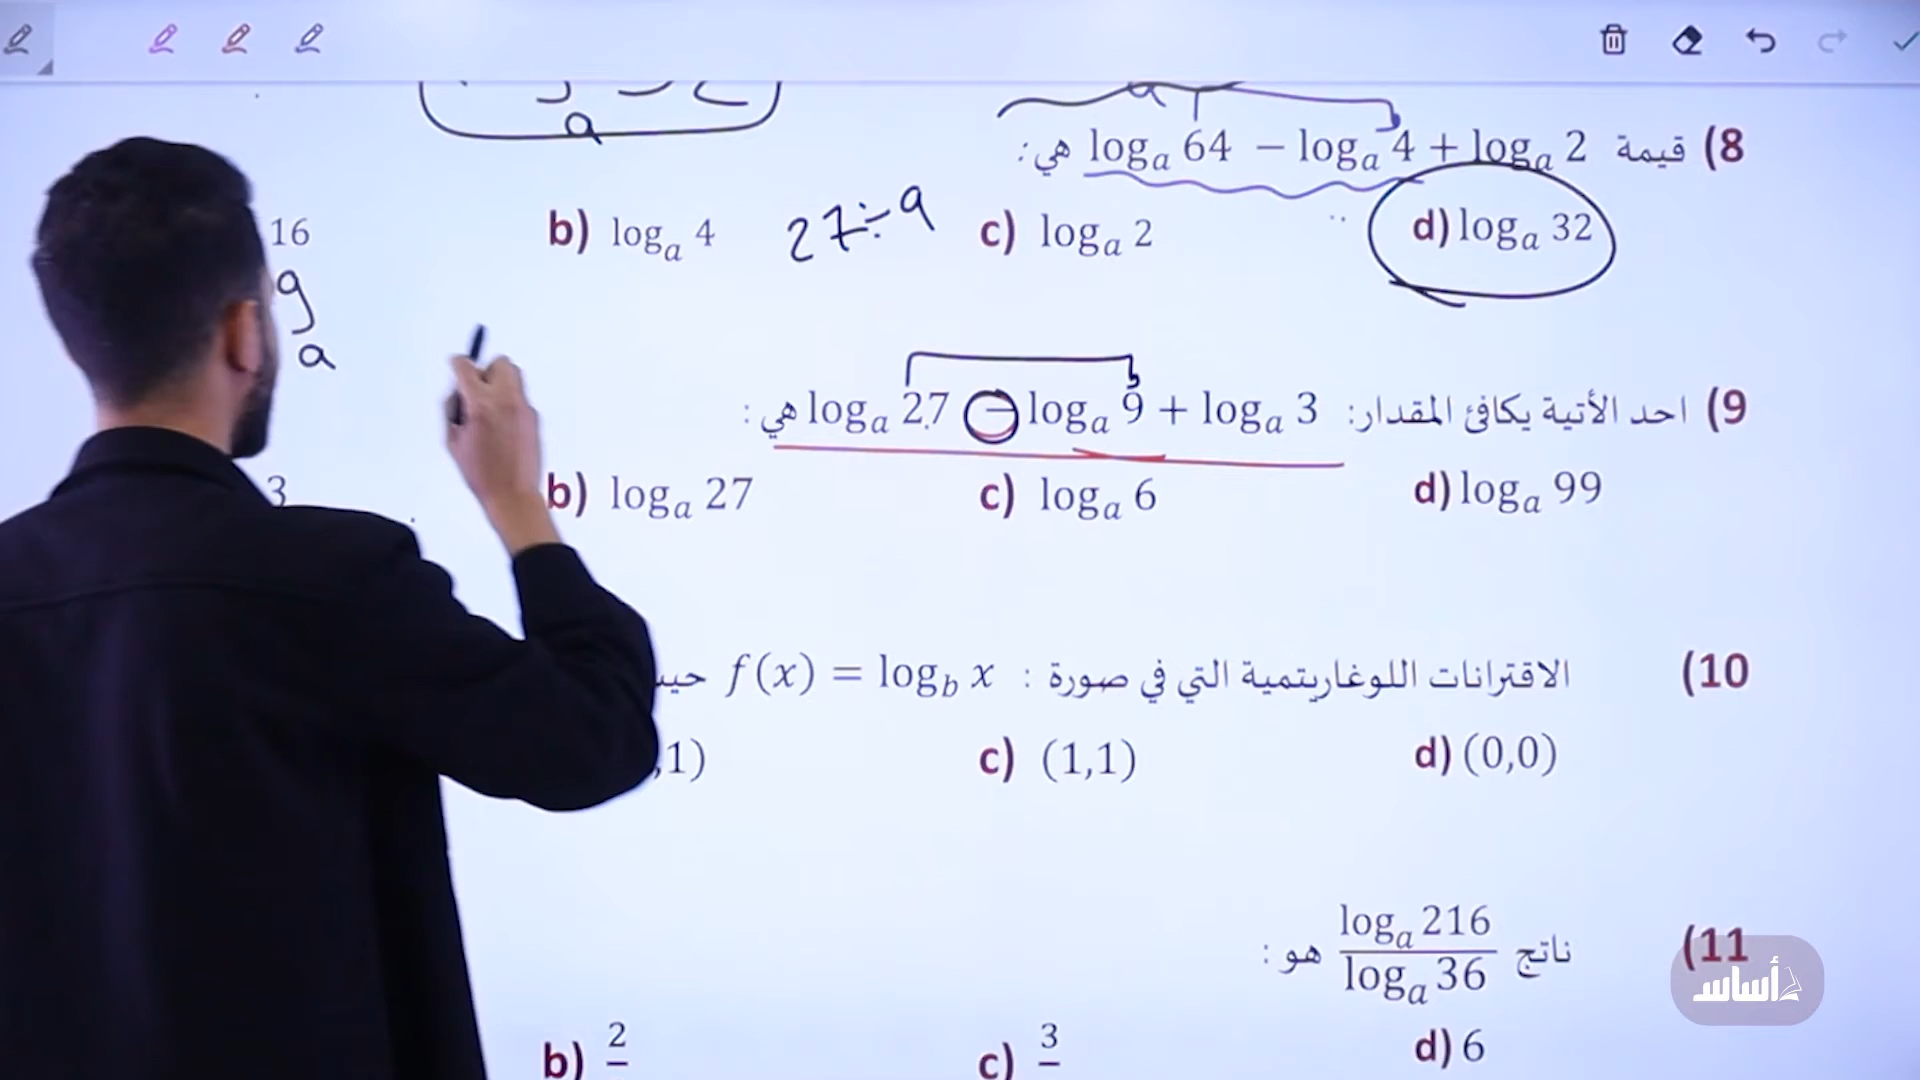 a
a
8) قيمة log_a 64 − log_a 4 + log_a 2 هي:
16
b) log_a 4
27÷9
c) log_a 2
d) log_a 32
g
a
9) احد الأتية يكافئ المقدار: log_a 27 − log_a 9 + log_a 3 هي:
3
b) log_a 27
c) log_a 6
d) log_a 99
10) الاقترانات اللوغاريتمية التي في صورة : f(x) = log_b x
,1)
c) (1,1)
d) (0,0)
11) ناتج log_a 216 / log_a 36 هو :
أساس
b) 2
c) 3
d) 6